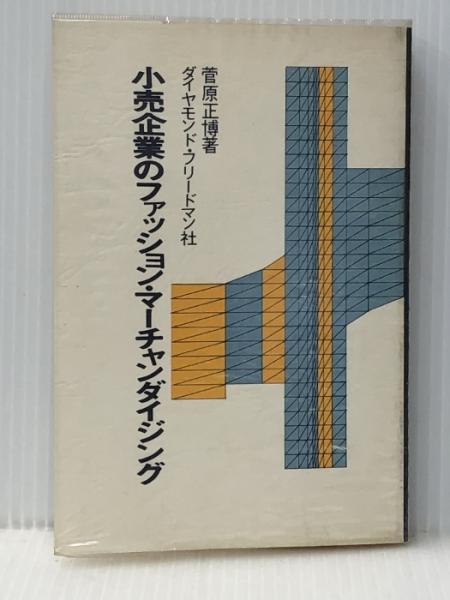 菅原正博著
ダイヤモンド・フリードマン社
小売企業のファッション・マーチャンダイジング